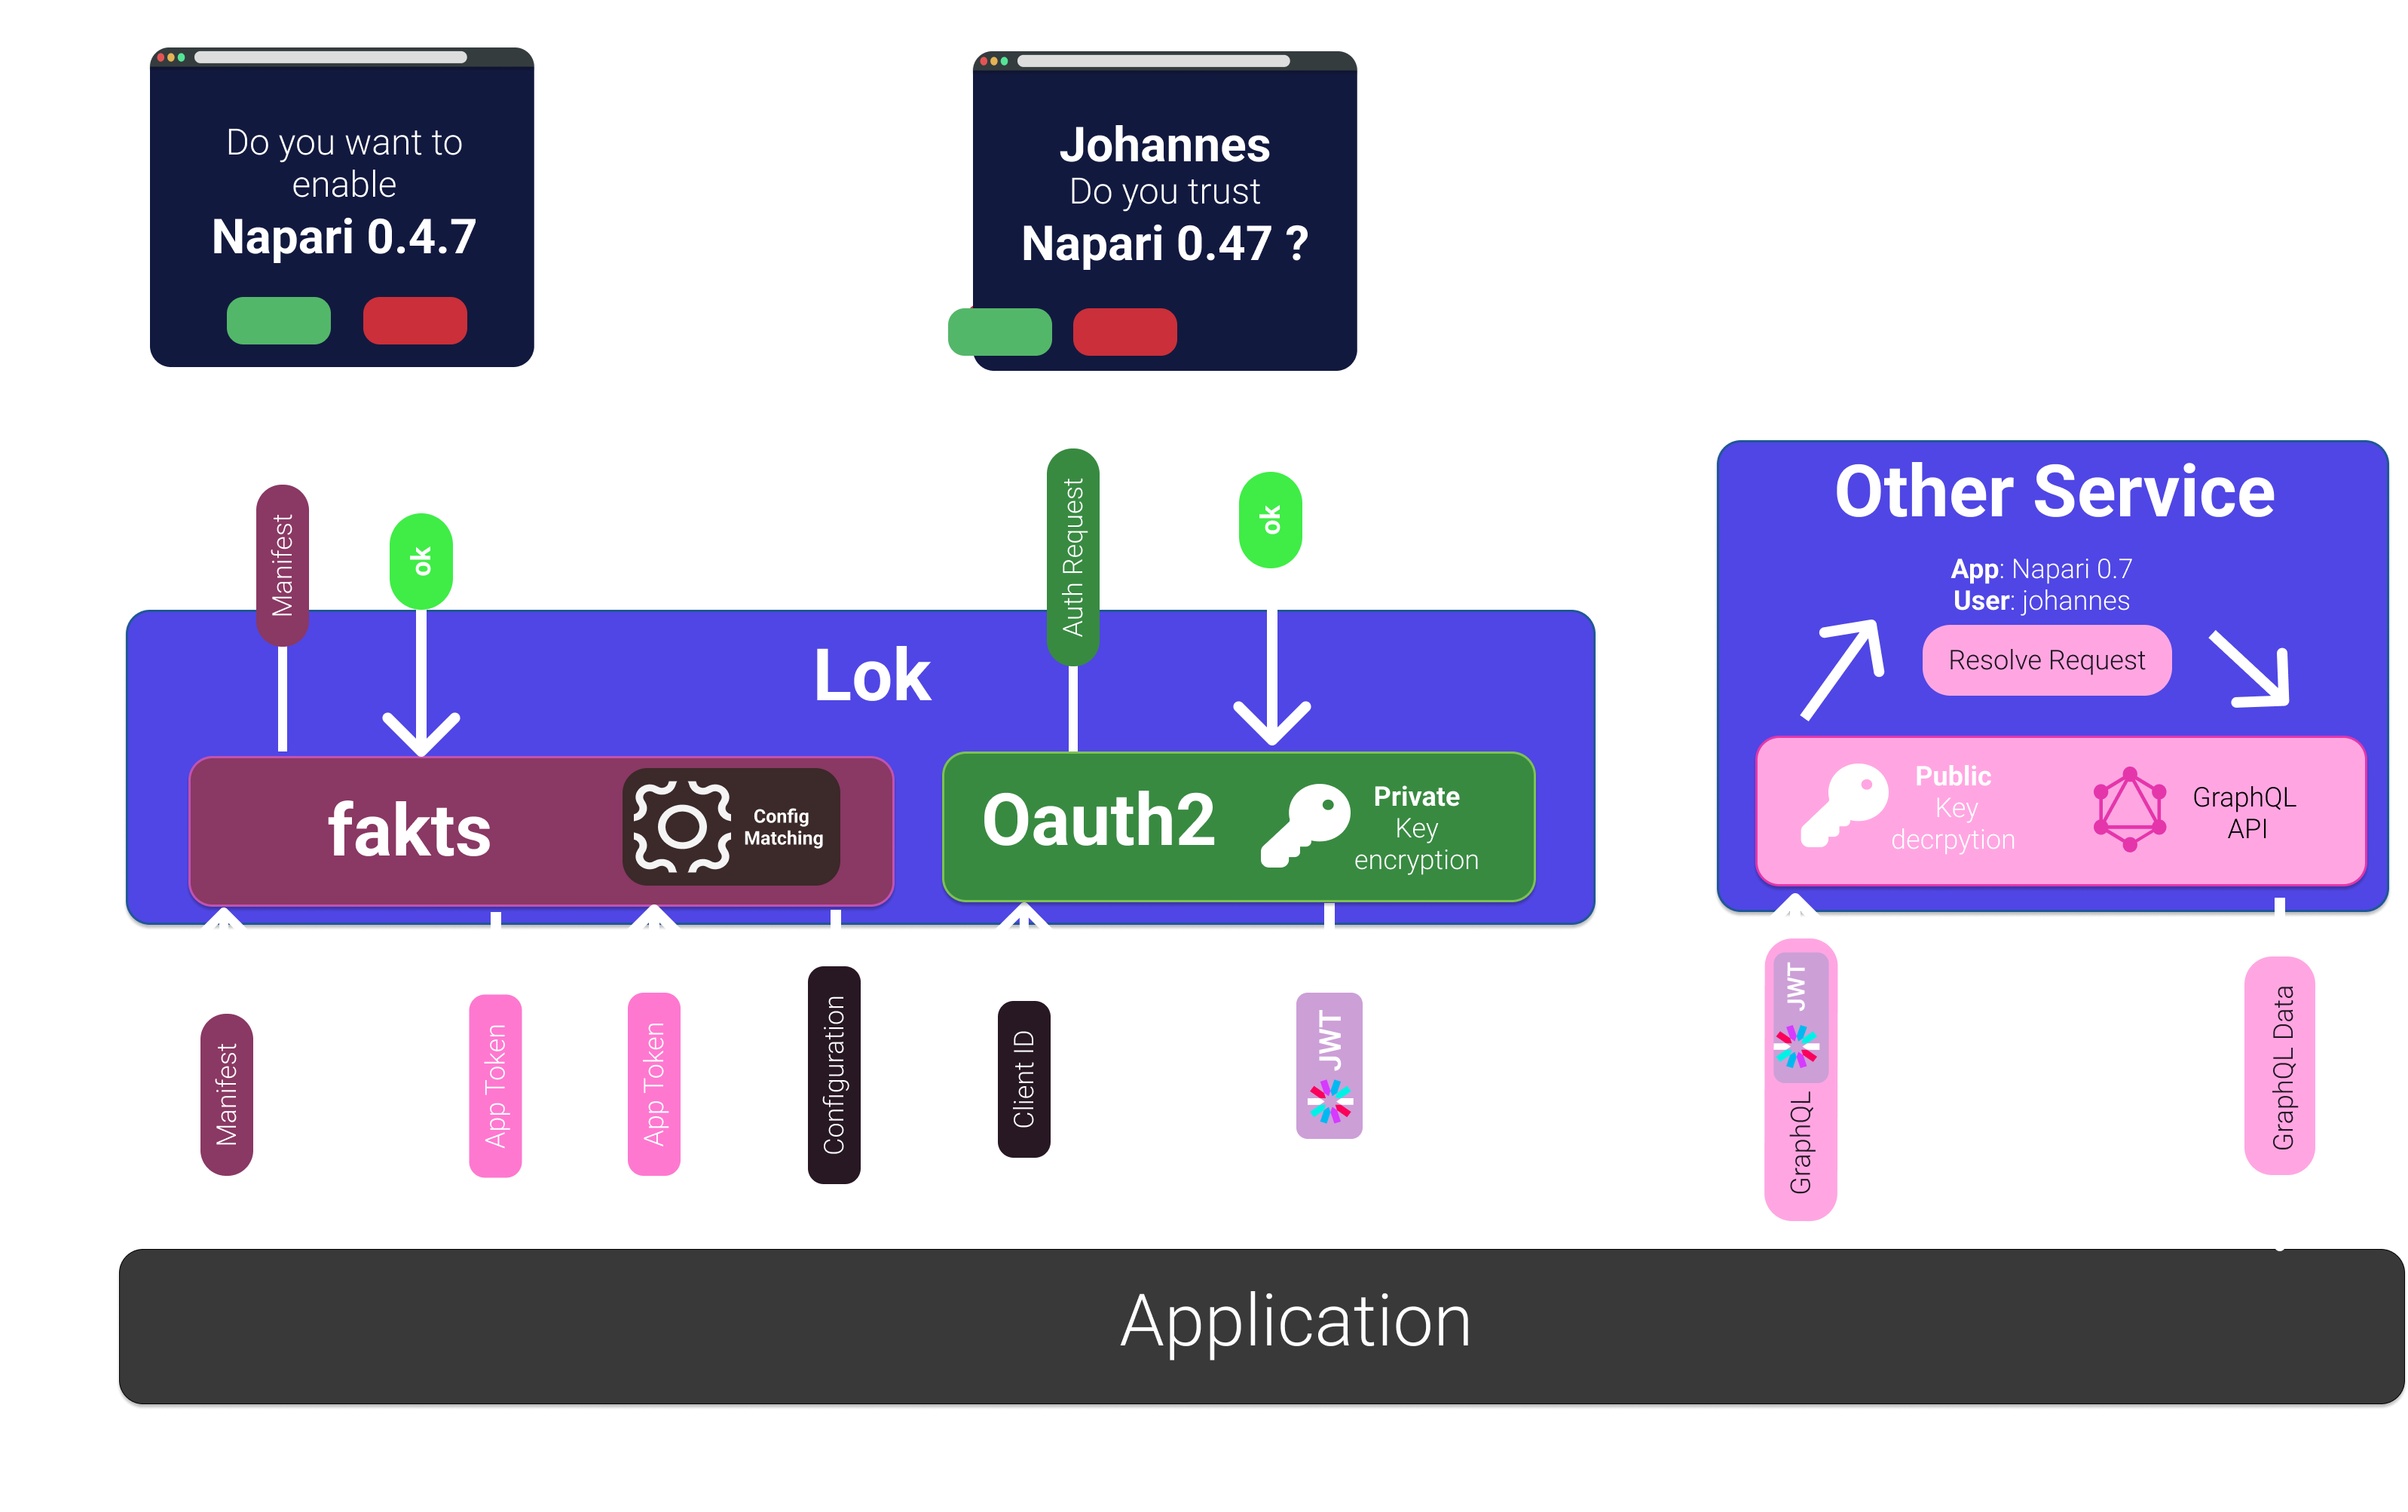 Do you want to
enable
Napari 0.4.7
Johannes
Do you trust
Napari 0.47 ?
Manifest
ok
Auth Request
ok
Lok
fakts
Config
Matching
Oauth2
Private
Key
encryption
Other Service
App: Napari 0.7
User: johannes
Resolve Request
Public
Key
decrpytion
GraphQL
API
Manifest
App Token
App Token
Configuration
Client ID
JWT
JWT
GraphQL
GraphQL Data
Application